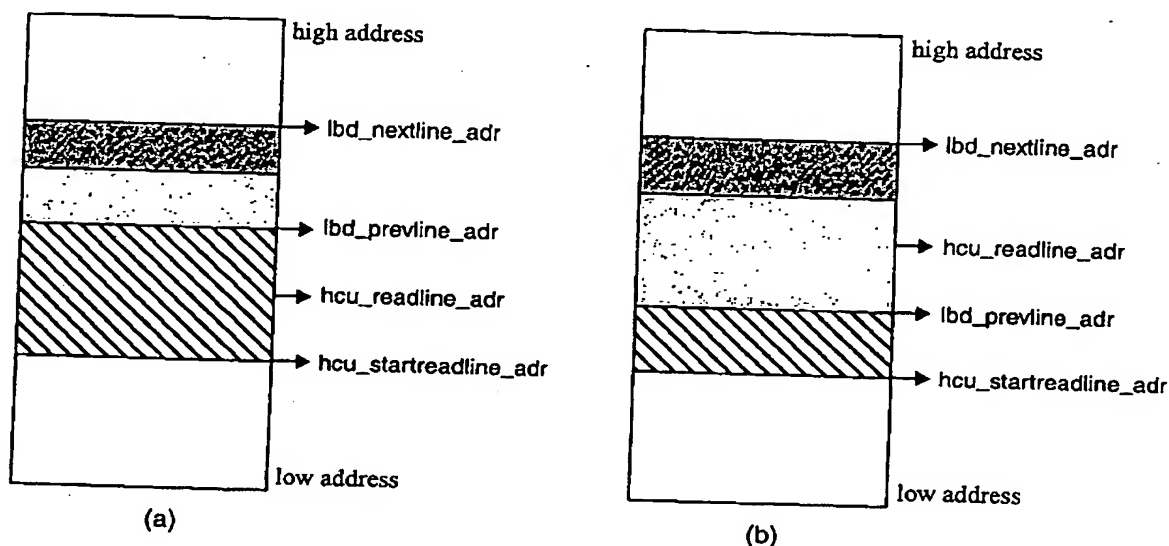 high address
lbd_nextline_adr
lbd_prevline_adr
hcu_readline_adr
hcu_startreadline_adr
low address
(a)
high address
lbd_nextline_adr
hcu_readline_adr
lbd_prevline_adr
hcu_startreadline_adr
low address
(b)